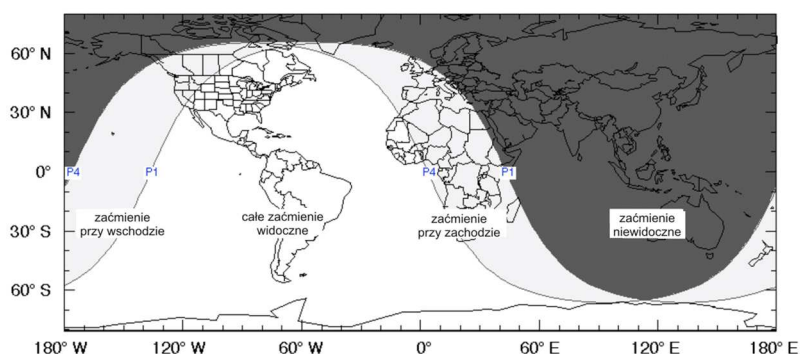 60° N
30° N
0°
30° S
60° S
P4 P1 P4 P1
zaćmienie
przy wschodzie
całe zaćmienie
widoczne
zaćmienie
przy zachodzie
zaćmienie
niewidoczne
180° W 120° W 60° W 0° 60° E 120° E 180° E